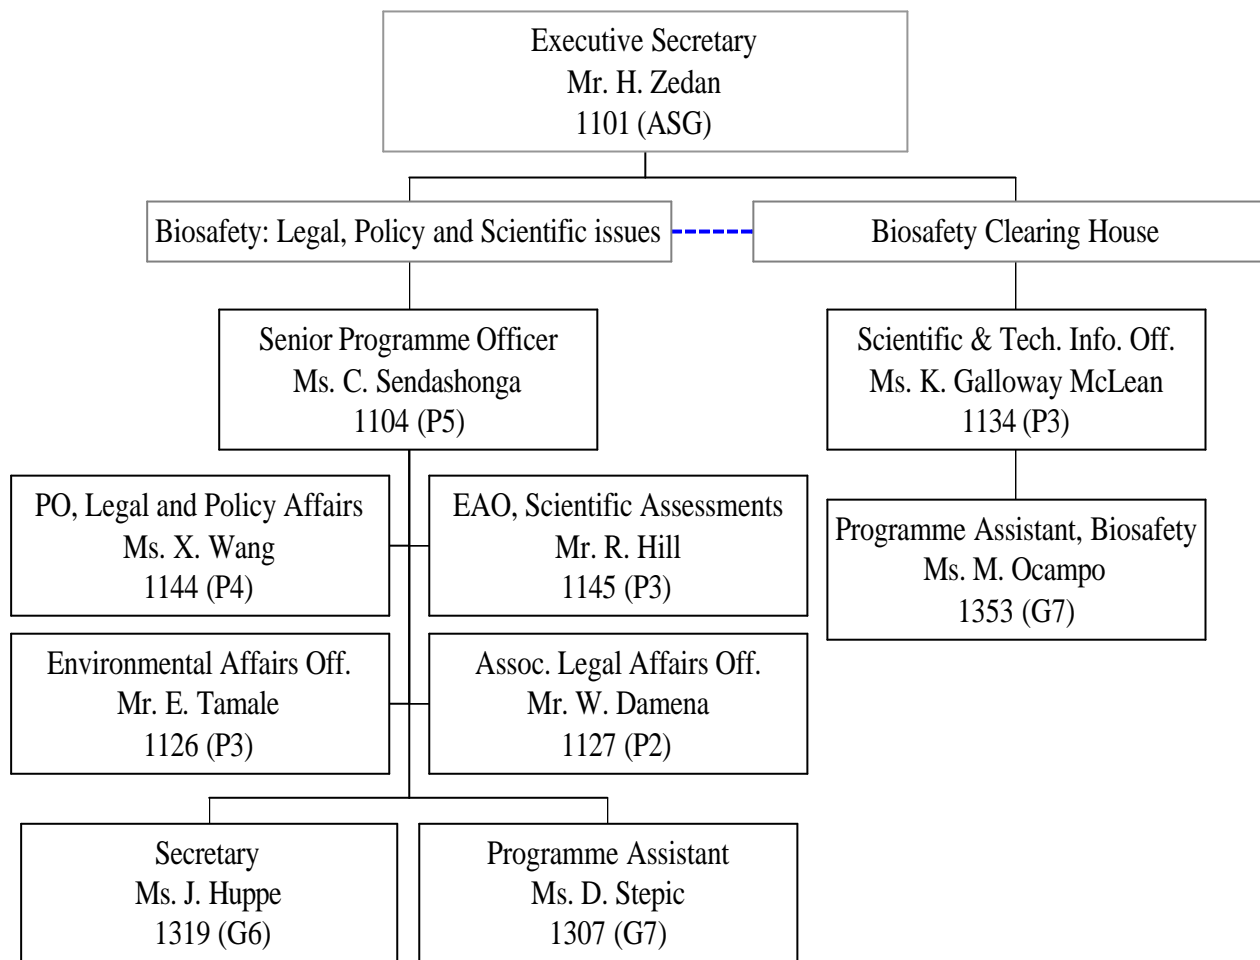 Executive Secretary
Mr. H. Zedan
1101 (ASG)
Biosafety: Legal, Policy and Scientific issues
Biosafety Clearing House
Senior Programme Officer
Ms. C. Sendashonga
1104 (P5)
Scientific & Tech. Info. Off.
Ms. K. Galloway McLean
1134 (P3)
PO, Legal and Policy Affairs
Ms. X. Wang
1144 (P4)
EAO, Scientific Assessments
Mr. R. Hill
1145 (P3)
Programme Assistant, Biosafety
Ms. M. Ocampo
1353 (G7)
Environmental Affairs Off.
Mr. E. Tamale
1126 (P3)
Assoc. Legal Affairs Off.
Mr. W. Damena
1127 (P2)
Secretary
Ms. J. Huppe
1319 (G6)
Programme Assistant
Ms. D. Stepic
1307 (G7)